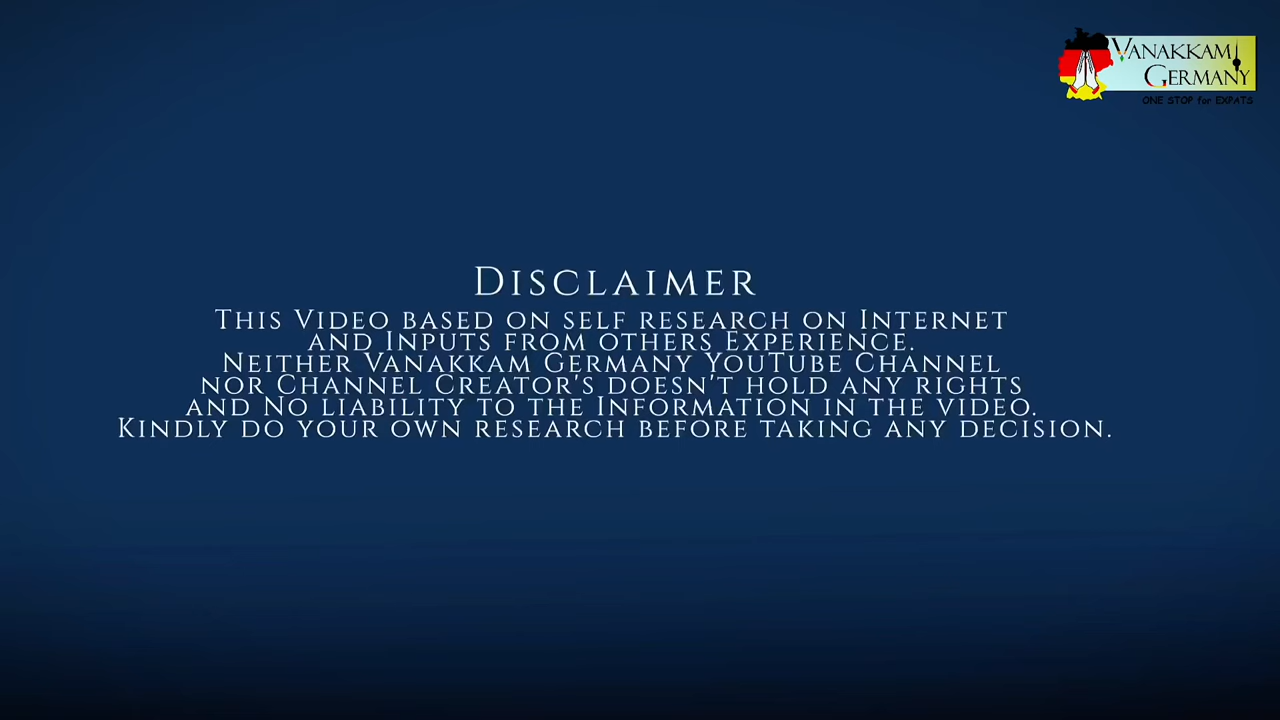 VANAKKAM
GERMANY
ONE STOP for EXPATS
Disclaimer
This Video based on self research on Internet
and Inputs from others Experience.
Neither Vanakkam Germany YouTube Channel
nor Channel Creator's doesn't hold any rights
and No liability to the Information in the video.
Kindly do your own research before taking any decision.